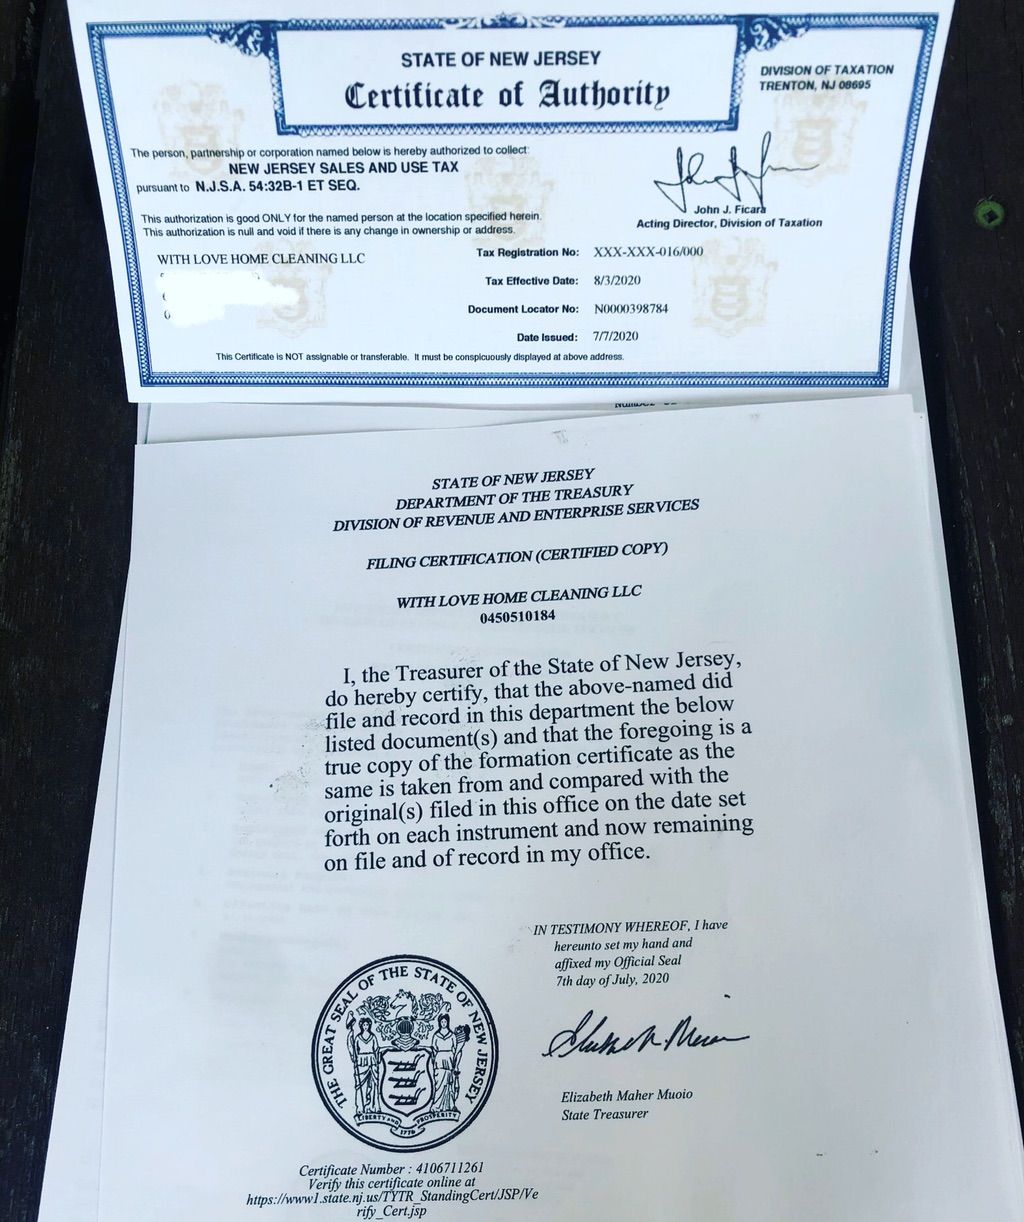 STATE OF NEW JERSEY
Certificate of Authority
DIVISION OF TAXATION
TRENTON, NJ 08695
The person, partnership or corporation named below is hereby authorized to collect:
NEW JERSEY SALES AND USE TAX
pursuant to N.J.S.A. 54:32B-1 ET SEQ.
This authorization is good ONLY for the named person at the location specified herein.
This authorization is null and void if there is any change in ownership or address.
John J. Ficara
Acting Director, Division of Taxation
WITH LOVE HOME CLEANING LLC
Tax Registration No: XXX-XXX-016/000
Tax Effective Date: 8/3/2020
Document Locator No: N0000398784
Date Issued: 7/7/2020
This Certificate is NOT assignable or transferable. It must be conspicuously displayed at above address.
STATE OF NEW JERSEY
DEPARTMENT OF THE TREASURY
DIVISION OF REVENUE AND ENTERPRISE SERVICES
FILING CERTIFICATION (CERTIFIED COPY)
WITH LOVE HOME CLEANING LLC
0450510184
I, the Treasurer of the State of New Jersey,
do hereby certify, that the above-named did
file and record in this department the below
listed document(s) and that the foregoing is a
true copy of the formation certificate as the
same is taken from and compared with the
original(s) filed in this office on the date set
forth on each instrument and now remaining
on file and of record in my office.
IN TESTIMONY WHEREOF, I have
hereunto set my hand and
affixed my Official Seal
7th day of July, 2020
Elizabeth Maher Muoio
State Treasurer
THE GREAT SEAL OF THE STATE OF NEW JERSEY
LIBERTY AND PROSPERITY
1776
Certificate Number : 4106711261
Verify this certificate online at
https://www1.state.nj.us/TYTR_StandingCert/JSP/Ve
rify_Cert.jsp